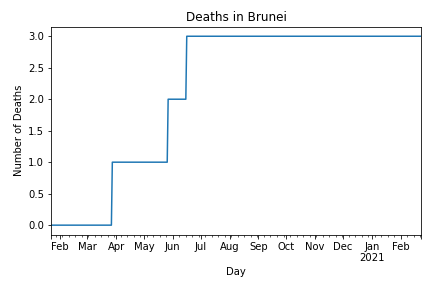 Deaths in Brunei
3.0
2.5
2.0
1.5
1.0
0.5
0.0
Number of Deaths
Feb Mar Apr May Jun Jul Aug Sep Oct Nov Dec Jan Feb
2021
Day